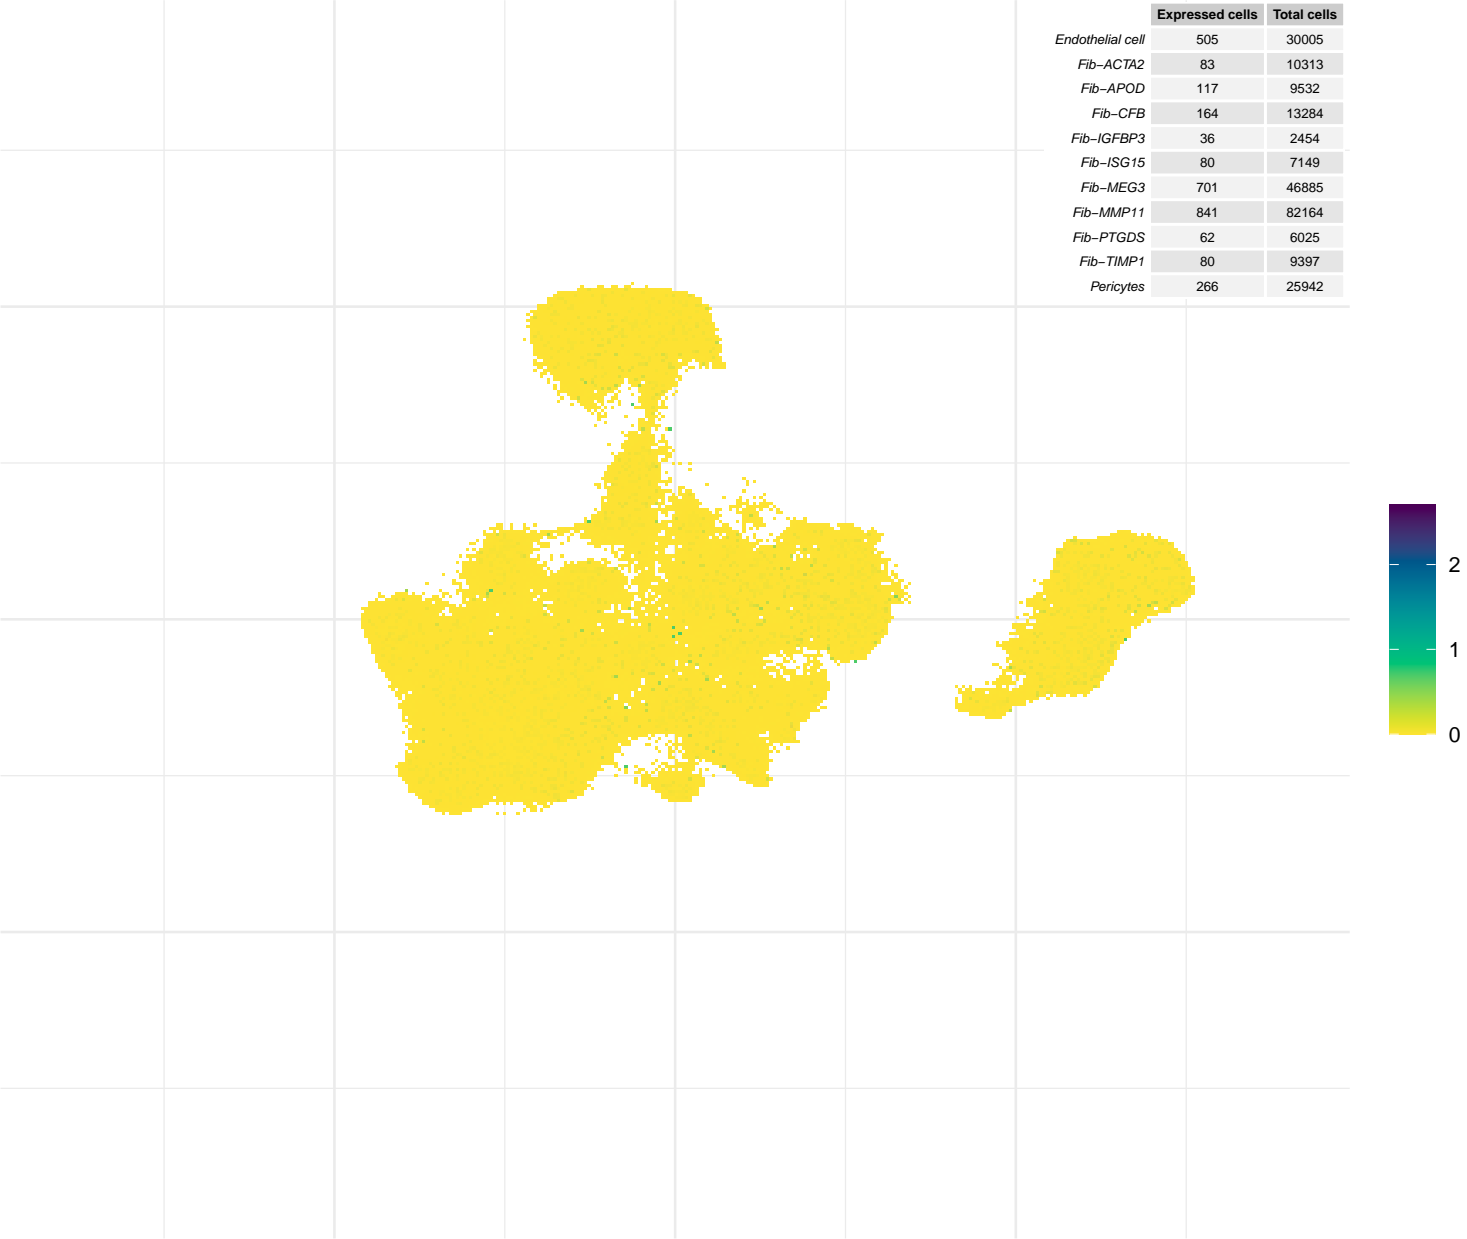 Expressed cells Total cells
Endothelial cell 505 30005
Fib−ACTA2 83 10313
Fib−APOD 117 9532
Fib−CFB 164 13284
Fib−IGFBP3 36 2454
Fib−ISG15 80 7149
Fib−MEG3 701 46885
Fib−MMP11 841 82164
Fib−PTGDS 62 6025
Fib−TIMP1 80 9397
Pericytes 266 25942
2
1
0